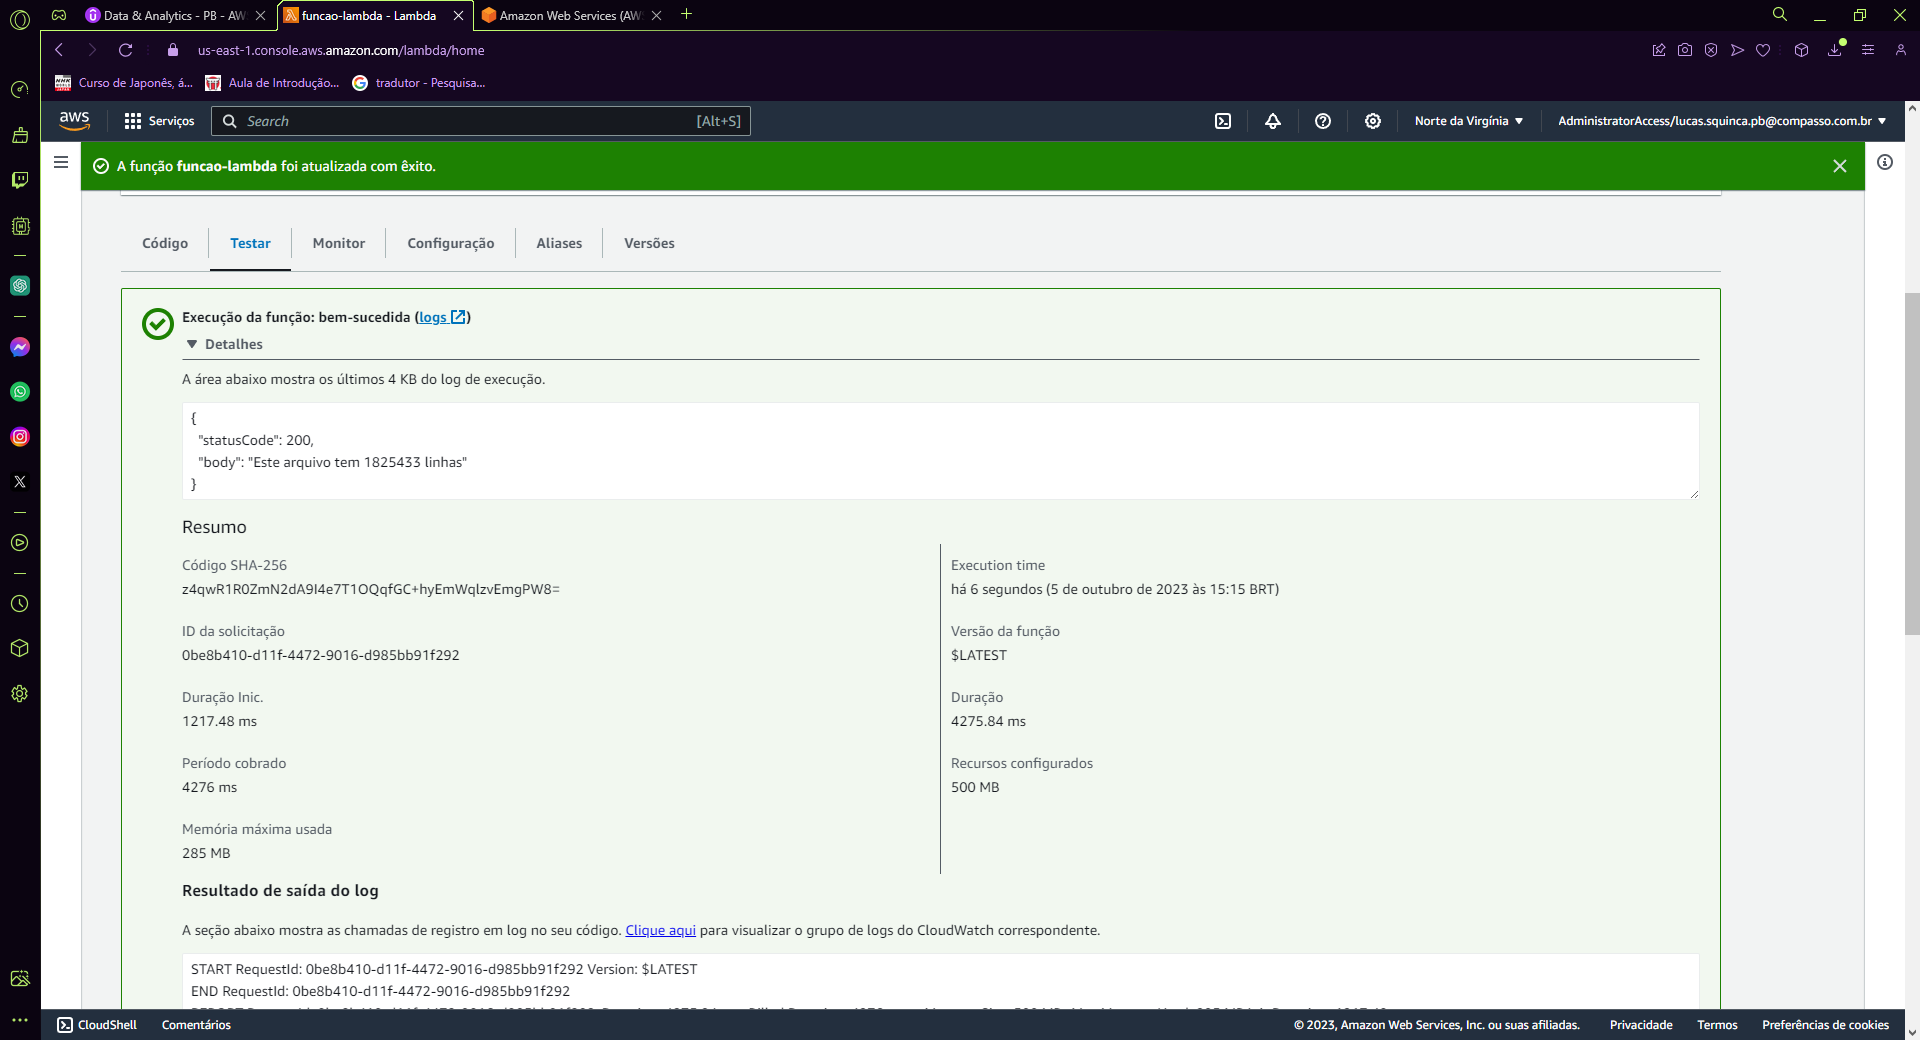 Data & Analytics - PB - AW
funcao-lambda - Lambda
Amazon Web Services (AW
us-east-1.console.aws.amazon.com/lambda/home
Curso de Japonês, á...
Aula de Introdução...
tradutor - Pesquisa...
aws
Serviços
Search
[Alt+S]
Norte da Virgínia
AdministratorAccess/lucas.squinca.pb@compasso.com.br
A função funcao-lambda foi atualizada com êxito.
Código
Testar
Monitor
Configuração
Aliases
Versões
Execução da função: bem-sucedida (logs)
Detalhes
A área abaixo mostra os últimos 4 KB do log de execução.
{
"statusCode": 200,
"body": "Este arquivo tem 1825433 linhas"
}
Resumo
Código SHA-256
z4qwR1R0ZmN2dA9I4e7T1OQqfGC+hyEmWqlzvEmgPW8=
Execution time
há 6 segundos (5 de outubro de 2023 às 15:15 BRT)
ID da solicitação
0be8b410-d11f-4472-9016-d985bb91f292
Versão da função
$LATEST
Duração Inic.
1217.48 ms
Duração
4275.84 ms
Período cobrado
4276 ms
Recursos configurados
500 MB
Memória máxima usada
285 MB
Resultado de saída do log
A seção abaixo mostra as chamadas de registro em log no seu código. Clique aqui para visualizar o grupo de logs do CloudWatch correspondente.
START RequestId: 0be8b410-d11f-4472-9016-d985bb91f292 Version: $LATEST
END RequestId: 0be8b410-d11f-4472-9016-d985bb91f292
CloudShell
Comentários
© 2023, Amazon Web Services, Inc. ou suas afiliadas.
Privacidade
Termos
Preferências de cookies